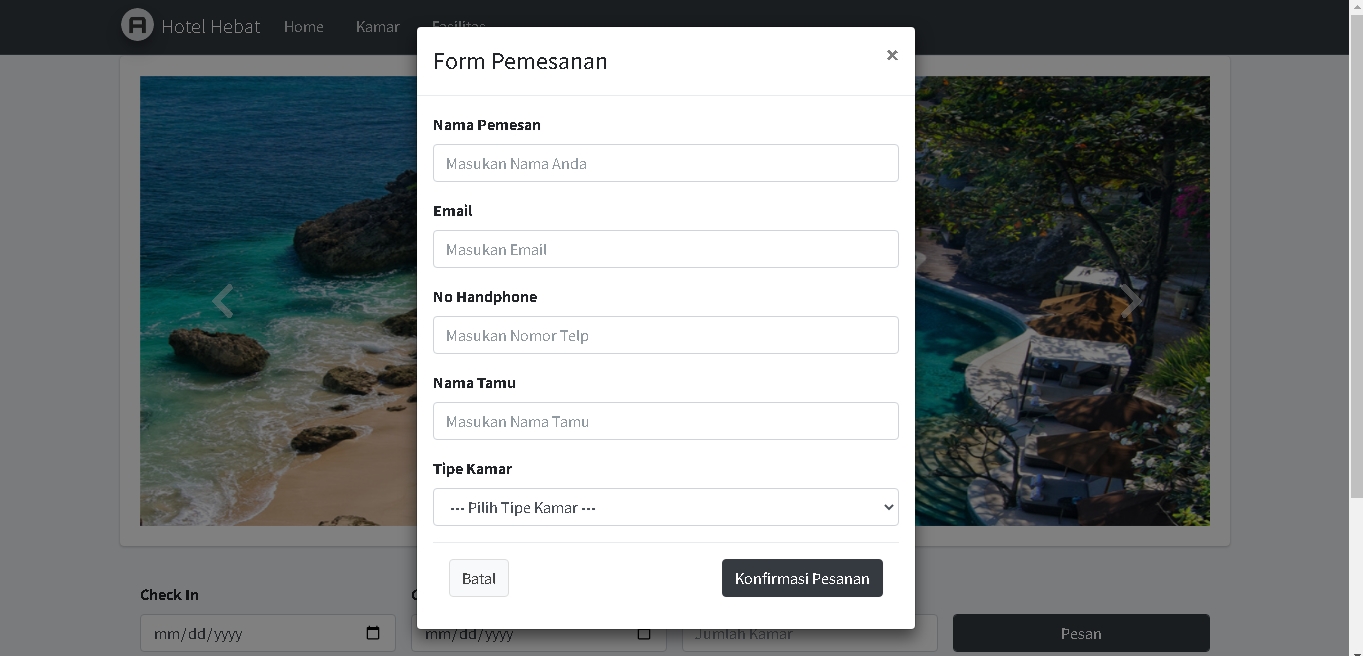 Hotel Hebat
Home
Kamar
Fasilitas
Form Pemesanan
×
Nama Pemesan
Masukan Nama Anda
Email
Masukan Email
No Handphone
Masukan Nomor Telp
Nama Tamu
Masukan Nama Tamu
Tipe Kamar
--- Pilih Tipe Kamar ---
Batal
Konfirmasi Pesanan
Check In
mm/dd/yyyy
mm/dd/yyyy
Jumlah Kamar
Pesan